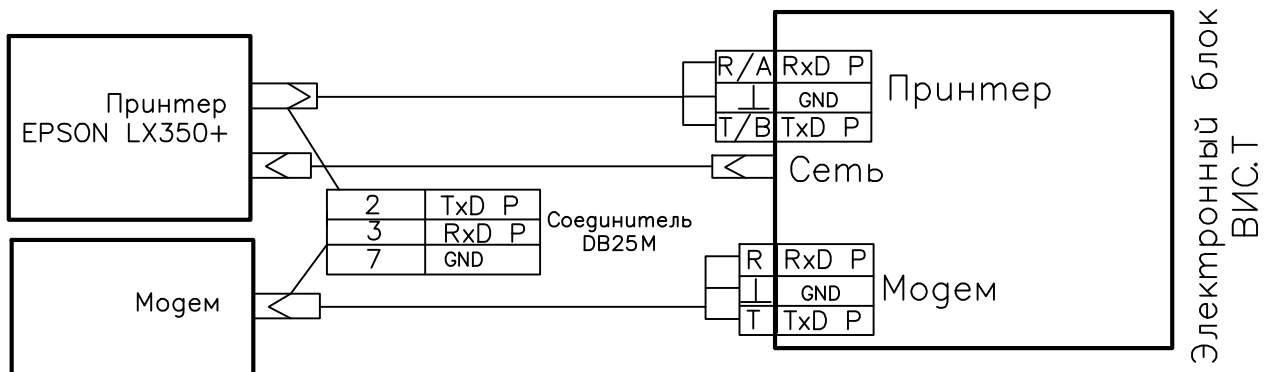 Принтер
EPSON LX350+
R/A RxD P
⊥ GND
T/B TxD P
Принтер
Сеть
2 TxD P
3 RxD P
7 GND
Соединитель
DB25M
Модем
R RxD P
⊥ GND
T TxD P
Модем
Электронный блок
ВИС.Т